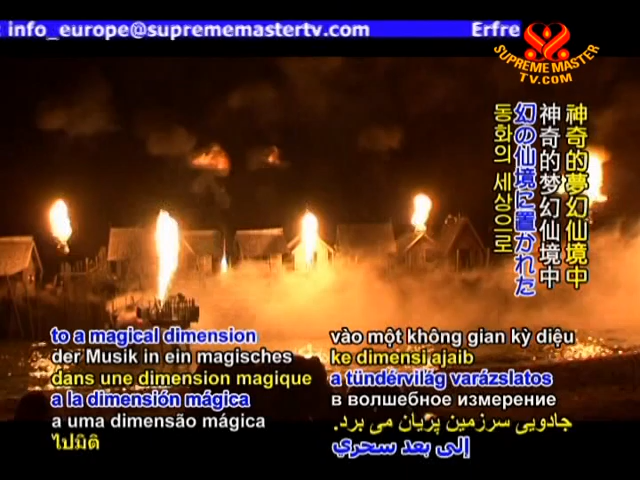 : info_europe@suprememastertv.com
Erfre
SUPREME MASTER
TV.COM
神奇的夢幻仙境中
神奇的梦幻仙境中
幻の仙境に置かれた
동화의 세상으로
to a magical dimension
der Musik in ein magisches
dans une dimension magique
a la dimensión mágica
a uma dimensão mágica
ไปมิติ
vào một không gian kỳ diệu
ke dimensi ajaib
a tündérvilág varázslatos
в волшебное измерение
جادویی سرزمین پریان می برد.
إلى بعد سحري